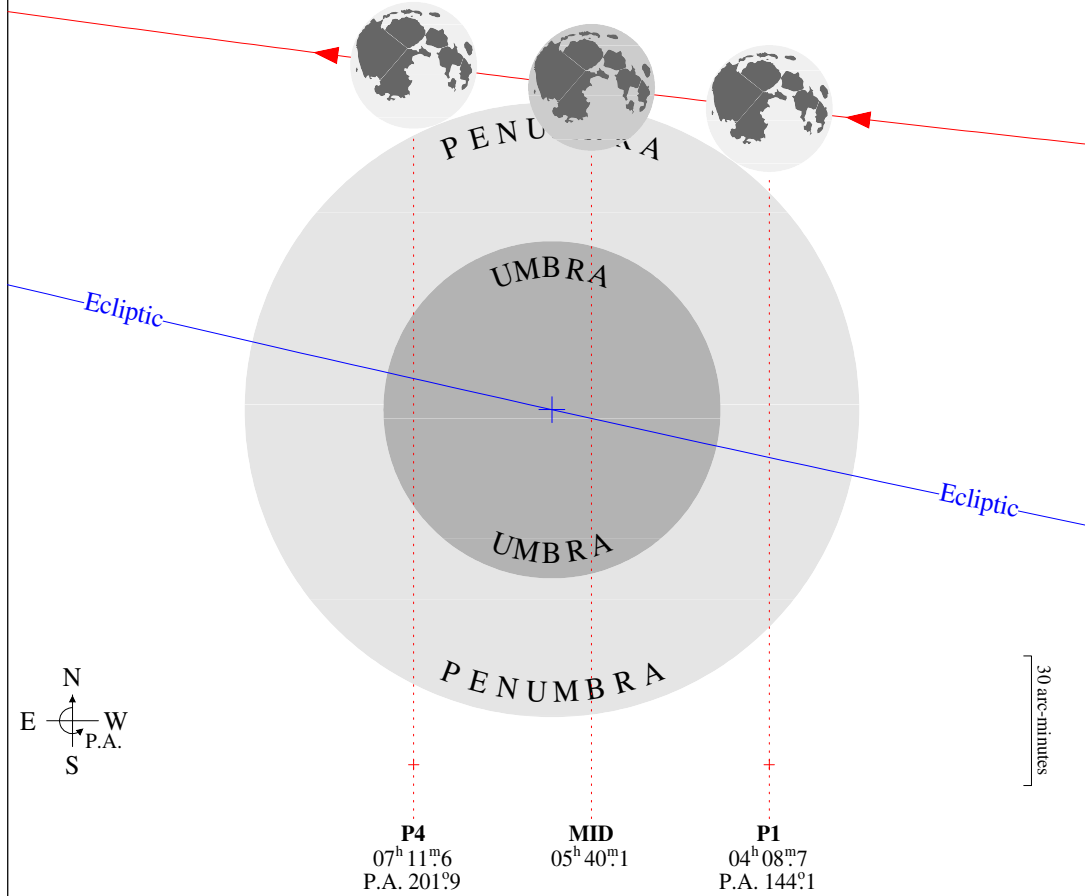 PENUMBRA
UMBRA
Ecliptic
Ecliptic
UMBRA
PENUMBRA
N
E W
P.A.
S
30 arc-minutes
P4 MID P1
07ʰ 11ᵐ.6 05ʰ 40ᵐ.1 04ʰ 08ᵐ.7
P.A. 201°.9 P.A. 144°.1